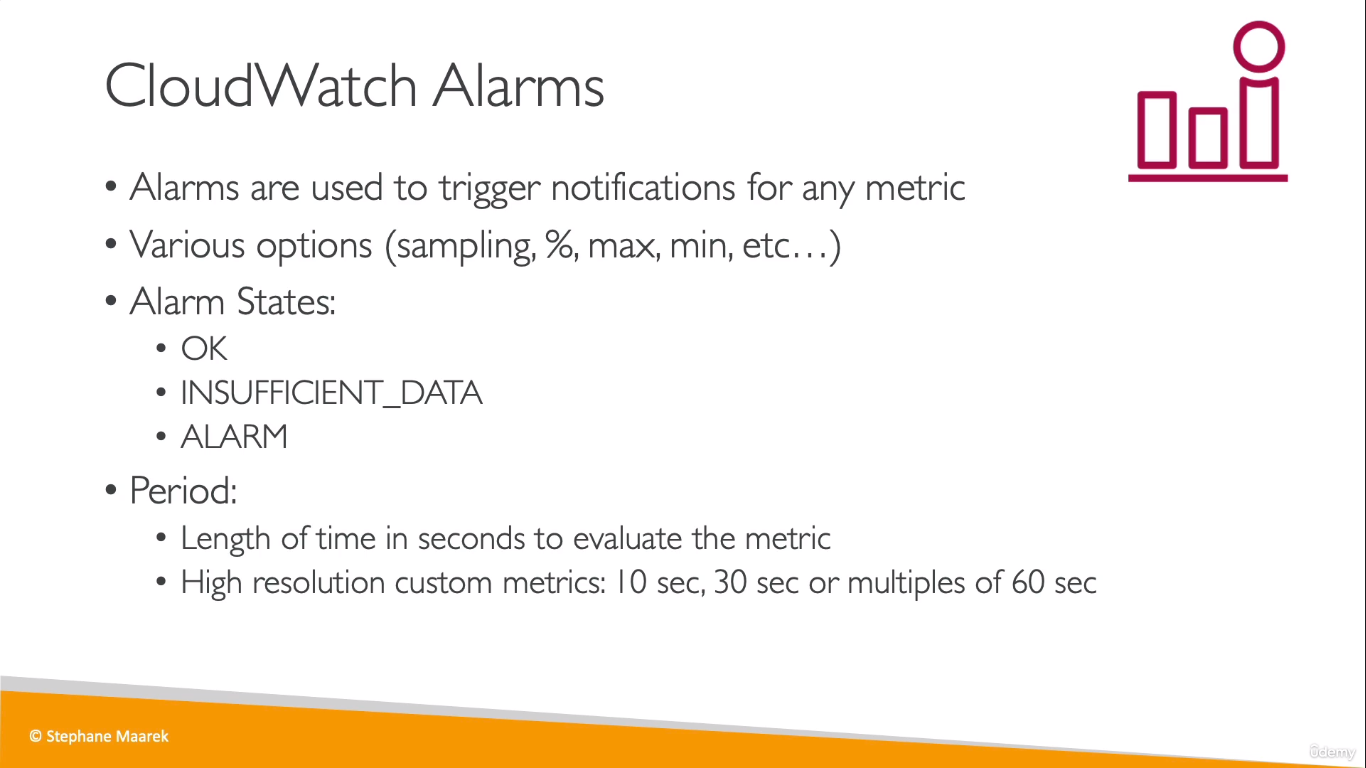 CloudWatch Alarms
• Alarms are used to trigger notifications for any metric
• Various options (sampling, %, max, min, etc…)
• Alarm States:
• OK
• INSUFFICIENT_DATA
• ALARM
• Period:
• Length of time in seconds to evaluate the metric
• High resolution custom metrics: 10 sec, 30 sec or multiples of 60 sec
© Stephane Maarek
ûdemy